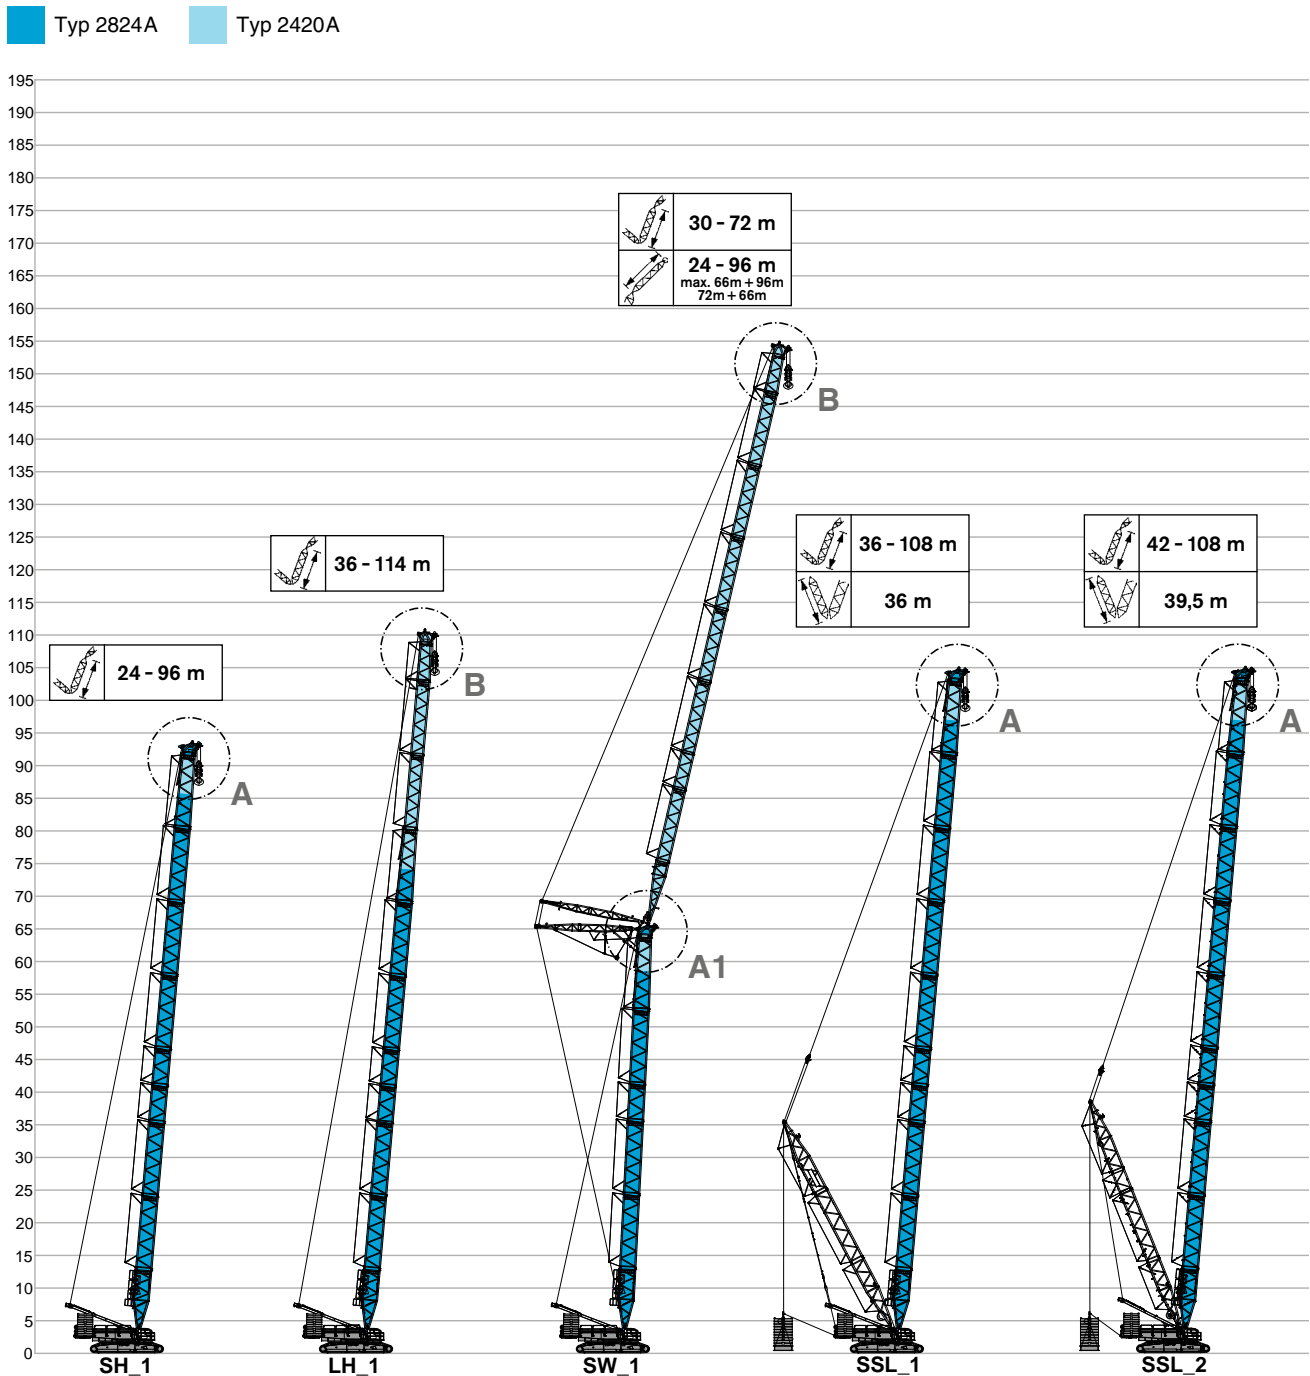 Typ 2824A
Typ 2420A
195
190
185
180
175
170
165
160
155
150
145
140
135
130
125
120
115
110
105
100
95
90
85
80
75
70
65
60
55
50
45
40
35
30
25
20
15
10
5
0
24 - 96 m
A
SH_1
36 - 114 m
B
LH_1
30 - 72 m
24 - 96 m
max. 66m + 96m
72m + 66m
B
A1
SW_1
36 - 108 m
36 m
A
SSL_1
42 - 108 m
39,5 m
A
SSL_2